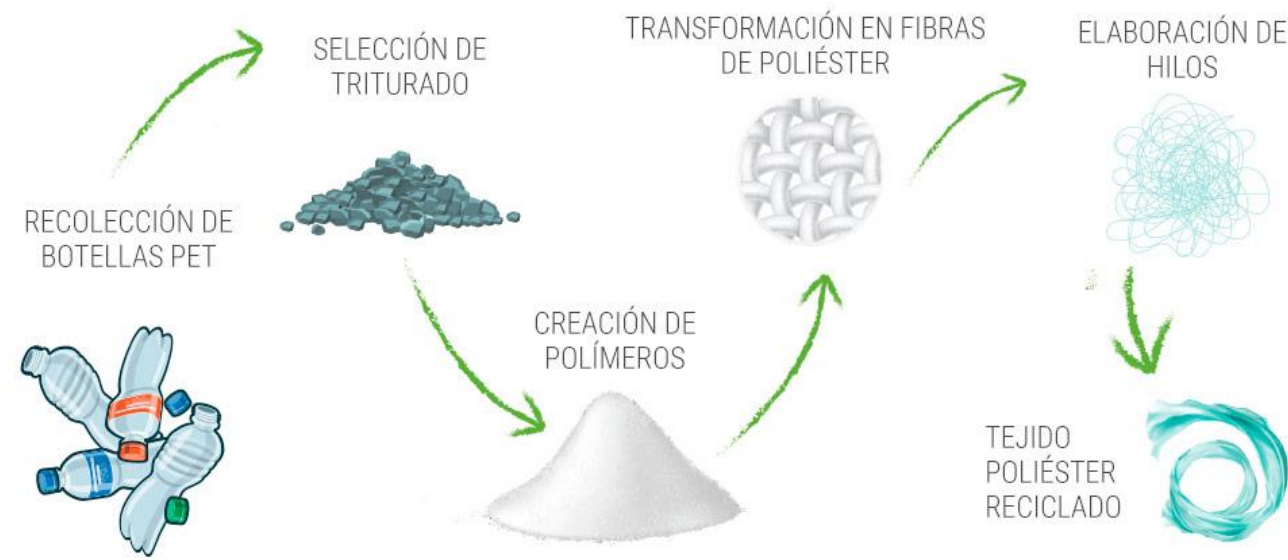 RECOLECCIÓN DE
BOTELLAS PET
SELECCIÓN DE
TRITURADO
CREACIÓN DE
POLÍMEROS
TRANSFORMACIÓN EN FIBRAS
DE POLIÉSTER
ELABORACIÓN DE
HILOS
TEJIDO
POLIÉSTER
RECICLADO